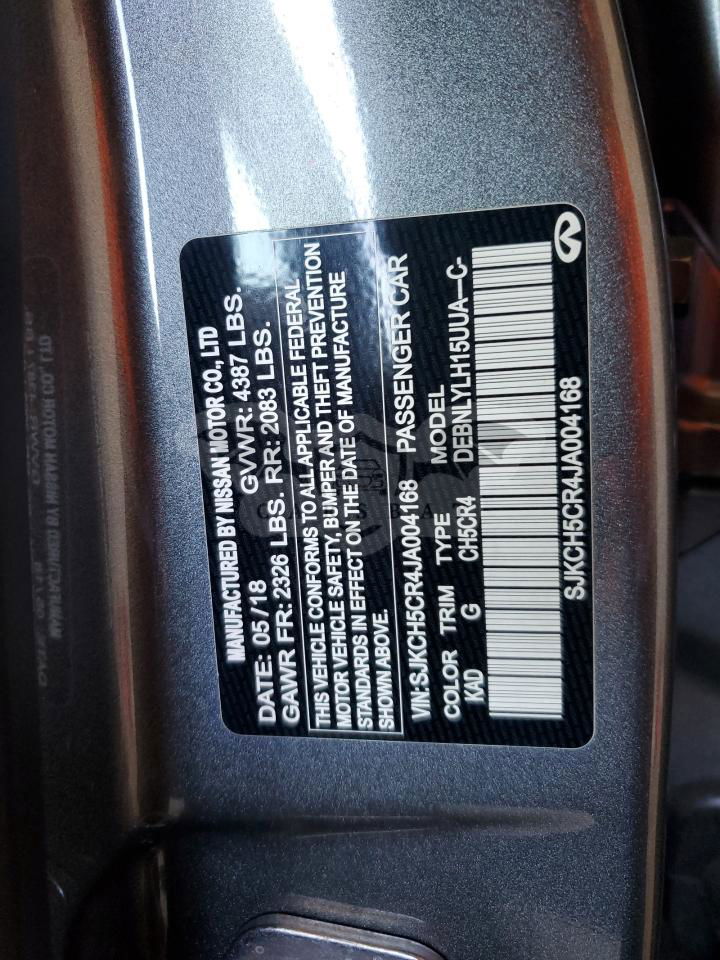 MANUFACTURED BY NISSAN MOTOR CO., LTD
DATE: 05/18 GVWR: 4387 LBS.
GAWR FR: 2326 LBS. RR: 2083 LBS.
THIS VEHICLE CONFORMS TO ALL APPLICABLE FEDERAL
MOTOR VEHICLE SAFETY, BUMPER AND THEFT PREVENTION
STANDARDS IN EFFECT ON THE DATE OF MANUFACTURE
SHOWN ABOVE.
VIN: SJKCH5CR4JA004168 PASSENGER CAR
COLOR TRIM TYPE MODEL
KAD G CH5CR4 DEBNLYLH15UUA-C-
SJKCH5CR4JA004168